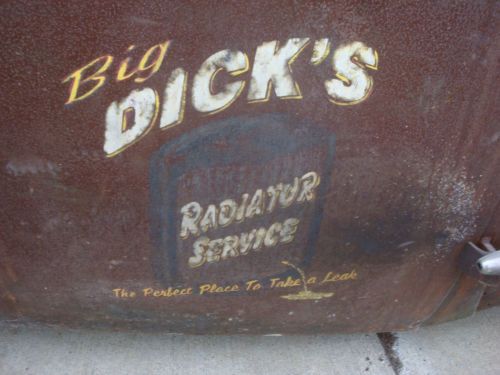 Big
DICK'S
RADIATOR
SERVICE
The Perfect Place To Take a Leak